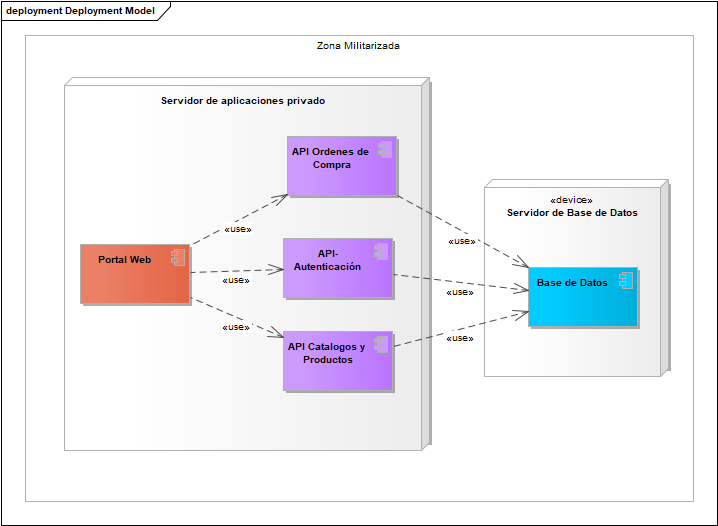 deployment Deployment Model
Zona Militarizada
Servidor de aplicaciones privado
API Ordenes de
Compra
«device»
Servidor de Base de Datos
«use»
«use»
Portal Web
API-
Autenticación
Base de Datos
«use»
«use»
«use»
«use»
API Catalogos y
Productos